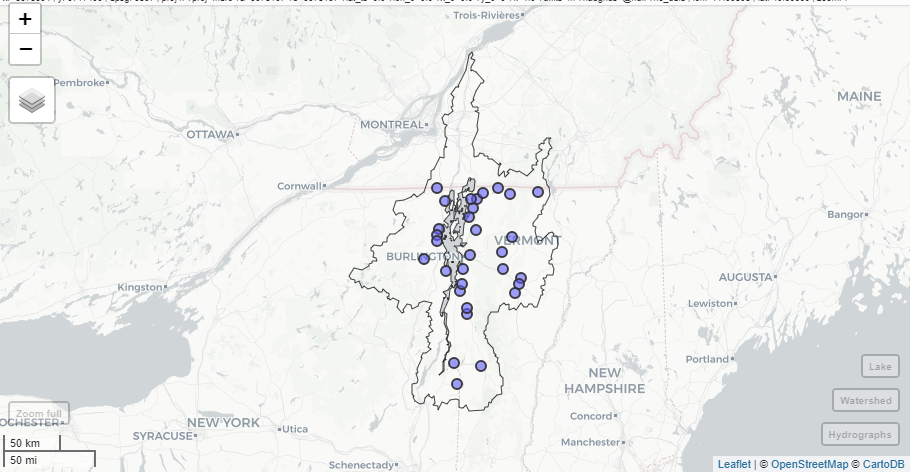 +
Trois-Rivières
−
Pembroke
MAINE
MONTREAL
OTTAWA
Cornwall
Bangor
VERMONT
BURLINGTON
AUGUSTA
Kingston
Lewiston
Portland
Lake
NEW
HAMPSHIRE
Watershed
Zoom full
OCHESTER
NEW YORK
Concord
Utica
SYRACUSE
Hydrographs
50 km
Manchester
50 mi
Schenectady
Leaflet | © OpenStreetMap © CartoDB